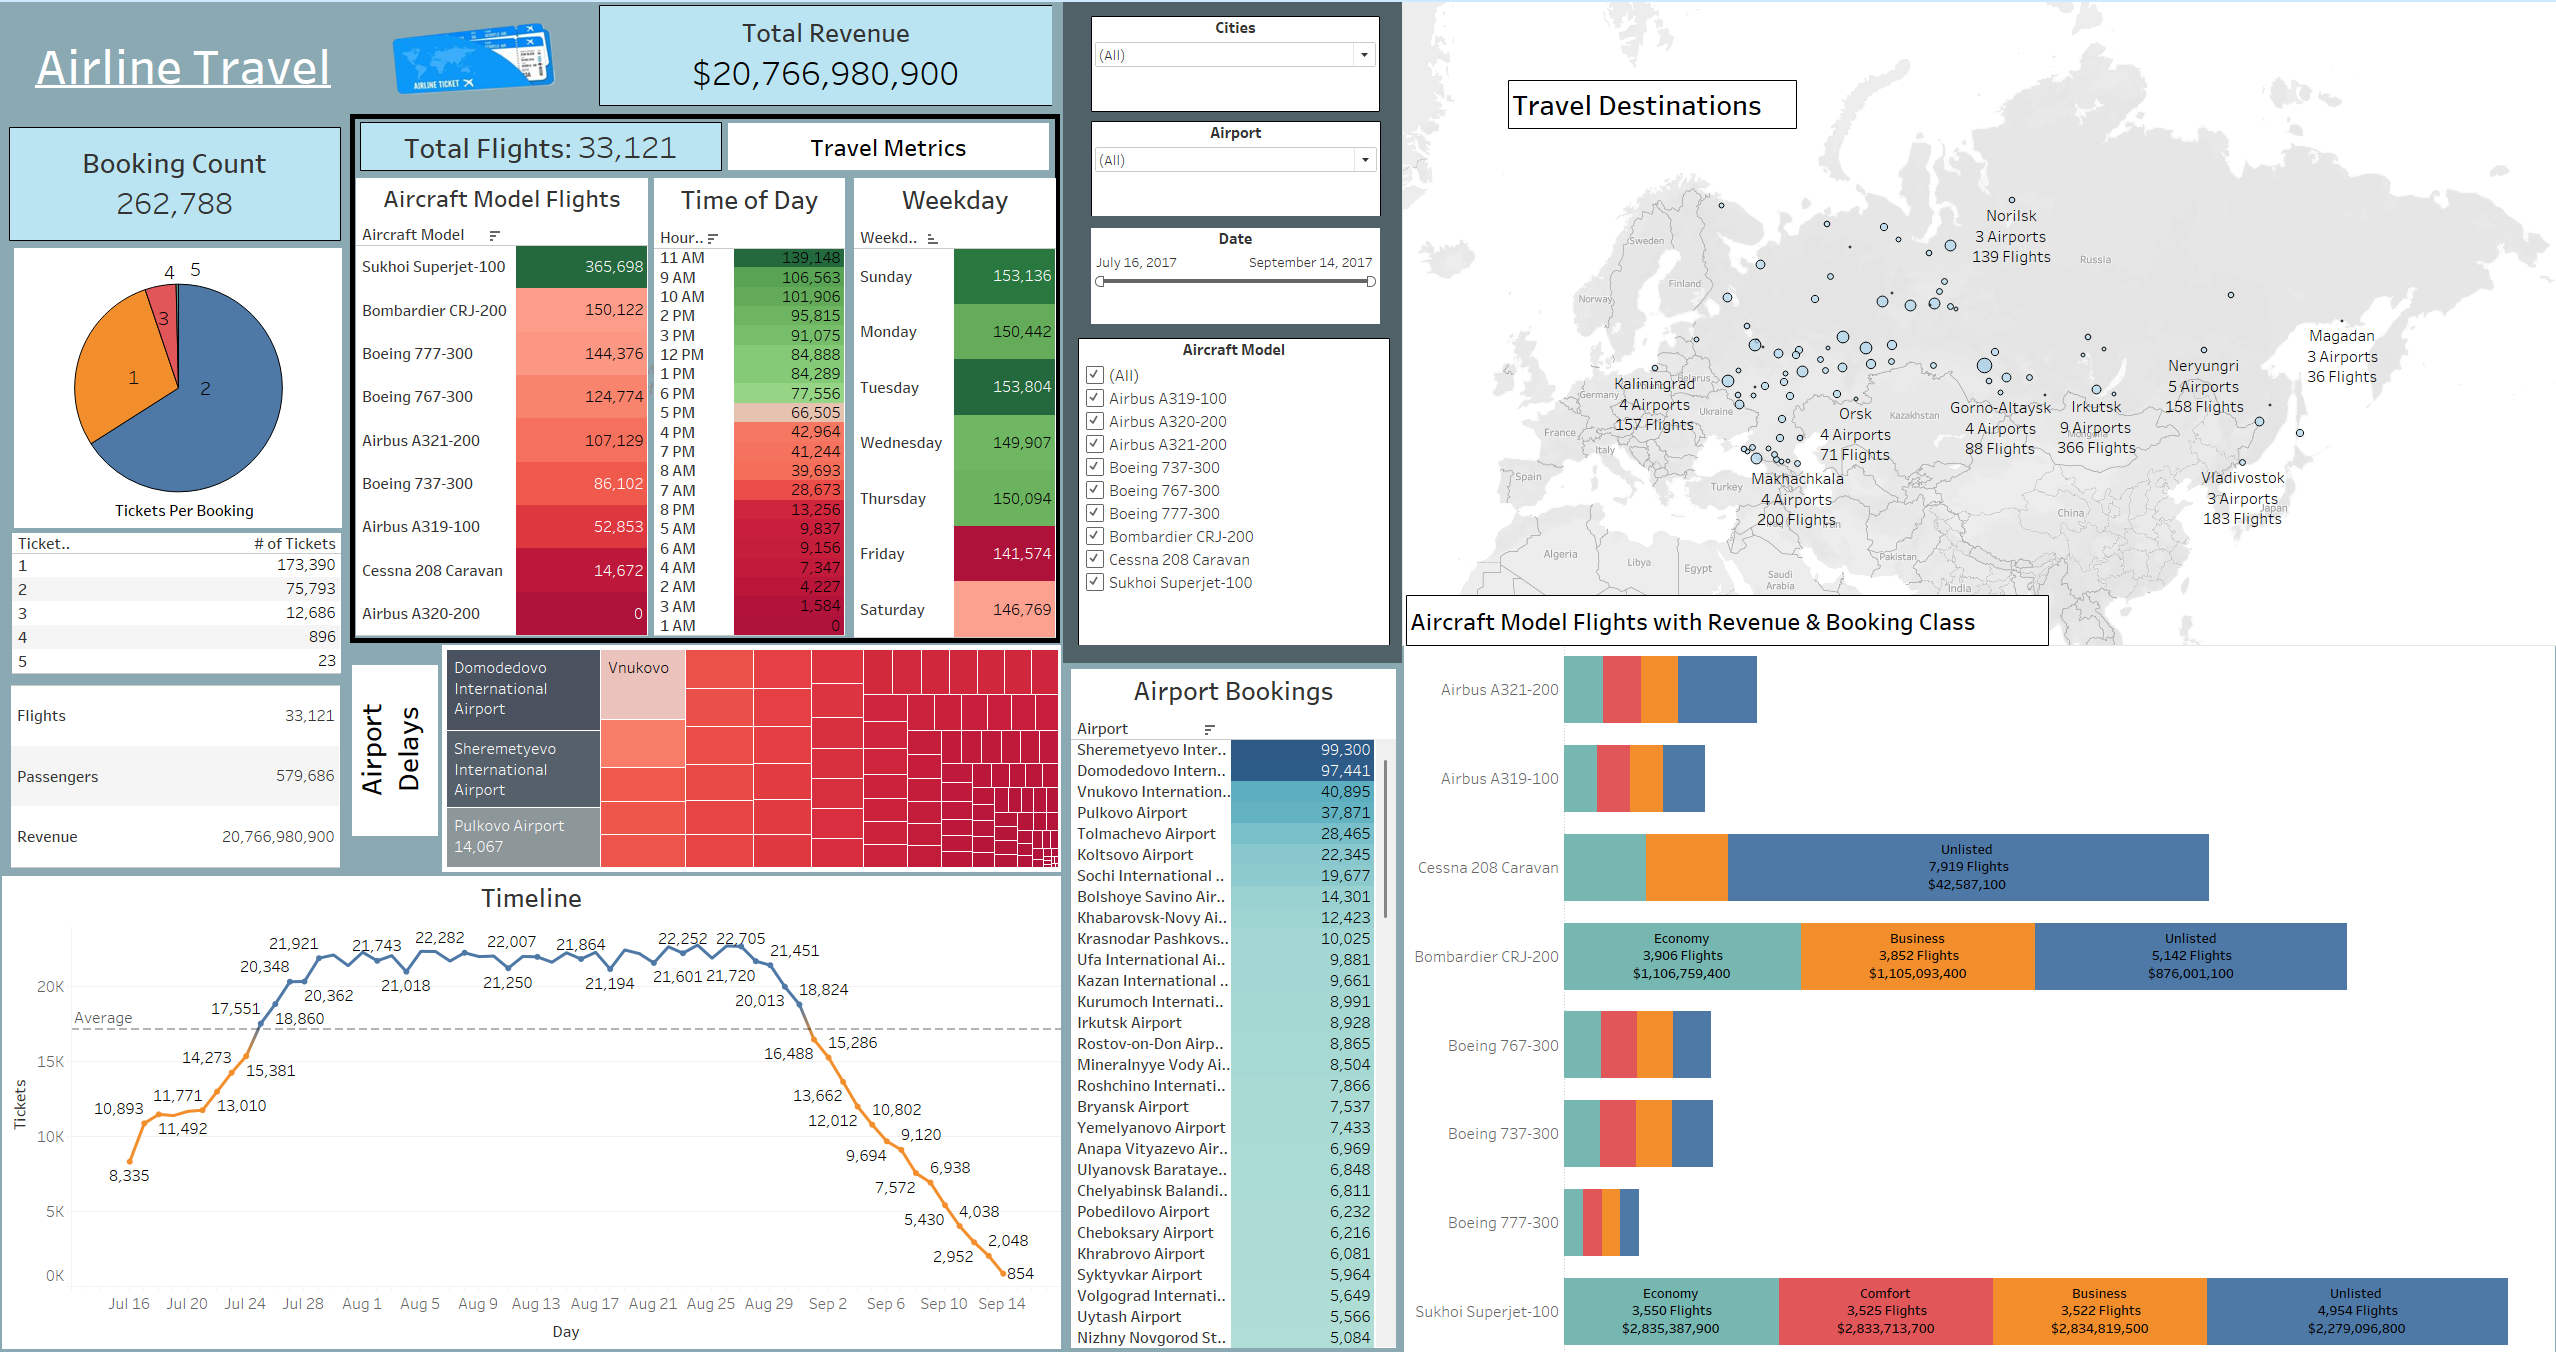 Airline Travel
AIRLINE TICKET
Total Revenue
$20,766,980,900
Booking Count
262,788
4 5
3
1
2
Tickets Per Booking
Ticket.. # of Tickets
1 173,390
2 75,793
3 12,686
4 896
5 23
Flights 33,121
Passengers 579,686
Revenue 20,766,980,900
Total Flights: 33,121
Travel Metrics
Aircraft Model Flights
Aircraft Model
Sukhoi Superjet-100 365,698
Bombardier CRJ-200 150,122
Boeing 777-300 144,376
Boeing 767-300 124,774
Airbus A321-200 107,129
Boeing 737-300 86,102
Airbus A319-100 52,853
Cessna 208 Caravan 14,672
Airbus A320-200 0
Time of Day
Hour..
11 AM 139,148
9 AM 106,563
10 AM 101,906
2 PM 95,815
3 PM 91,075
12 PM 84,888
1 PM 84,289
6 PM 77,556
5 PM 66,505
4 PM 42,964
7 PM 41,244
8 AM 39,693
7 AM 28,673
8 PM 13,256
5 AM 9,837
6 AM 9,156
4 AM 7,347
2 AM 4,227
3 AM 1,584
1 AM 0
Weekday
Weekd..
Sunday 153,136
Monday 150,442
Tuesday 153,804
Wednesday 149,907
Thursday 150,094
Friday 141,574
Saturday 146,769
Airport
Delays
Domodedovo
International
Airport
Sheremetyevo
International
Airport
Pulkovo Airport
14,067
Vnukovo
Timeline
Tickets
20K
15K
10K
5K
0K
Average
8,335
10,893
11,492
11,771
13,010
14,273
15,381
17,551
18,860
20,348
20,362
21,921
21,743
21,018
22,282
22,007
21,250
21,864
21,194
22,252
21,601
22,705
21,720
21,451
20,013
18,824
16,488
15,286
13,662
12,012
10,802
9,694
9,120
7,572
6,938
5,430
4,038
2,952
2,048
854
Jul 16 Jul 20 Jul 24 Jul 28 Aug 1 Aug 5 Aug 9 Aug 13 Aug 17 Aug 21 Aug 25 Aug 29 Sep 2 Sep 6 Sep 10 Sep 14
Day
Cities
(All)
Airport
(All)
Date
July 16, 2017 September 14, 2017
Aircraft Model
(All)
Airbus A319-100
Airbus A320-200
Airbus A321-200
Boeing 737-300
Boeing 767-300
Boeing 777-300
Bombardier CRJ-200
Cessna 208 Caravan
Sukhoi Superjet-100
Airport Bookings
Airport
Sheremetyevo Inter.. 99,300
Domodedovo Intern.. 97,441
Vnukovo Internation.. 40,895
Pulkovo Airport 37,871
Tolmachevo Airport 28,465
Koltsovo Airport 22,345
Sochi International .. 19,677
Bolshoye Savino Air.. 14,301
Khabarovsk-Novy Ai.. 12,423
Krasnodar Pashkovs.. 10,025
Ufa International Ai.. 9,881
Kazan International .. 9,661
Kurumoch Internati.. 8,991
Irkutsk Airport 8,928
Rostov-on-Don Airp.. 8,865
Mineralnyye Vody Ai.. 8,504
Roshchino Internati.. 7,866
Bryansk Airport 7,537
Yemelyanovo Airport 7,433
Anapa Vityazevo Air.. 6,969
Ulyanovsk Barataye.. 6,848
Chelyabinsk Balandi.. 6,811
Pobedilovo Airport 6,232
Cheboksary Airport 6,216
Khrabrovo Airport 6,081
Syktyvkar Airport 5,964
Volgograd Internati.. 5,649
Uytash Airport 5,566
Nizhny Novgorod St.. 5,084
Travel Destinations
Norilsk
3 Airports
139 Flights
Russia
Sweden
Finland
Norway
Magadan
3 Airports
36 Flights
Neryungri
5 Airports
158 Flights
Kaliningrad
4 Airports
157 Flights
Belarus
Germany
Ukraine
France
Italy
Spain
Turkey
Kazakhstan
Orsk
4 Airports
71 Flights
Gorno-Altaysk
4 Airports
88 Flights
Irkutsk
9 Airports
366 Flights
Mongolia
Makhachkala
4 Airports
200 Flights
Iraq
Iran
Vladivostok
3 Airports
183 Flights
Japan
China
Algeria
Libya
Egypt
Saudi
Arabia
Pakistan
India
Aircraft Model Flights with Revenue & Booking Class
Airbus A321-200
Airbus A319-100
Cessna 208 Caravan
Unlisted
7,919 Flights
$42,587,100
Bombardier CRJ-200
Economy
3,906 Flights
$1,106,759,400
Business
3,852 Flights
$1,105,093,400
Unlisted
5,142 Flights
$876,001,100
Boeing 767-300
Boeing 737-300
Boeing 777-300
Sukhoi Superjet-100
Economy
3,550 Flights
$2,835,387,900
Comfort
3,525 Flights
$2,833,713,700
Business
3,522 Flights
$2,834,819,500
Unlisted
4,954 Flights
$2,279,096,800